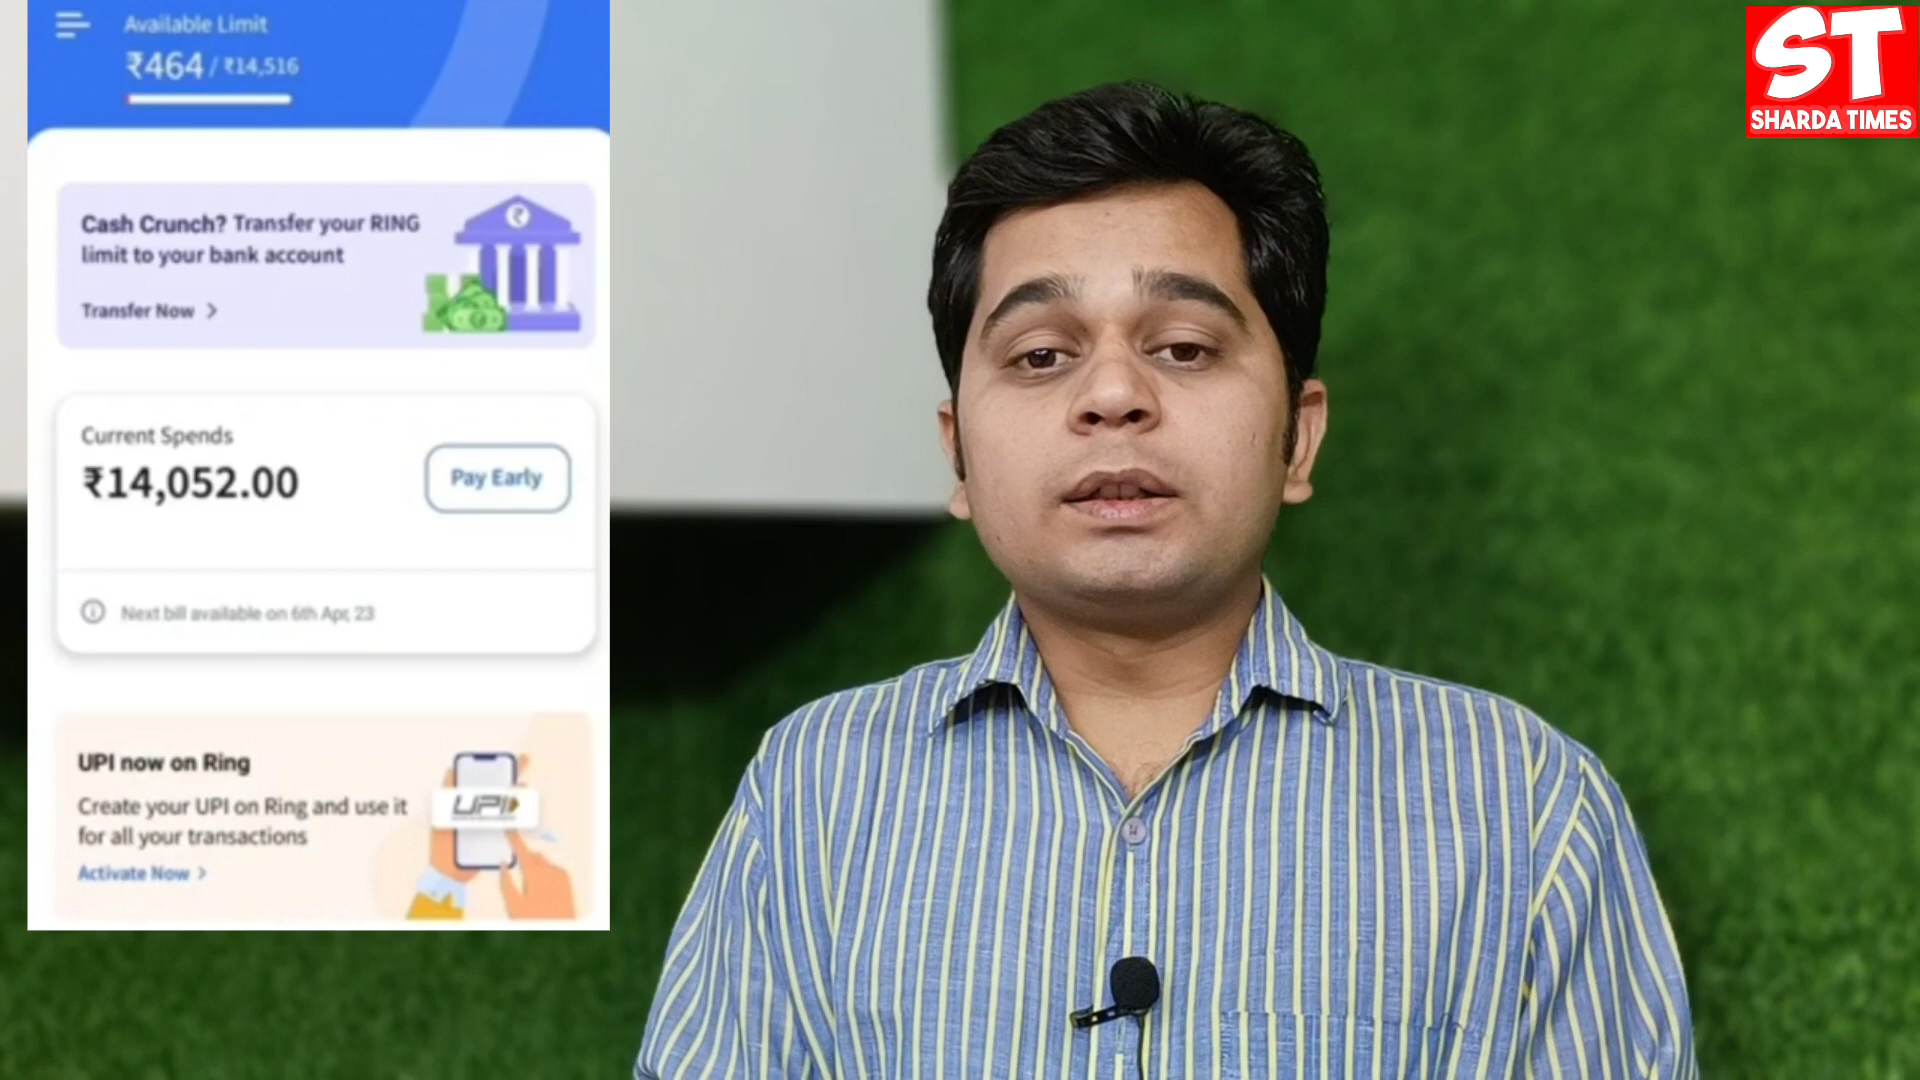 Available Limit
₹464 / ₹14,516
Cash Crunch? Transfer your RING
limit to your bank account
Transfer Now >
Current Spends
₹14,052.00
Pay Early
Next bill available on 6th Apr, 23
UPI now on Ring
Create your UPI on Ring and use it
for all your transactions
Activate Now >
UPI
ST
SHARDA TIMES